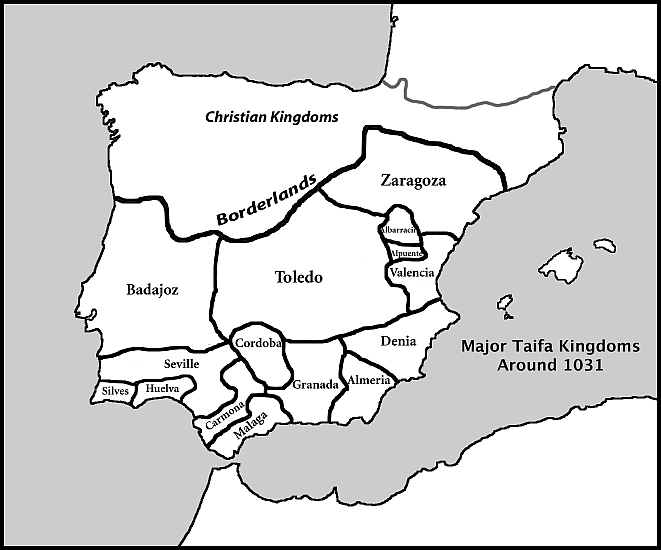 Christian Kingdoms
Borderlands
Zaragoza
Albarracin
Alpuente
Valencia
Toledo
Badajoz
Cordoba
Denia
Major Taifa Kingdoms
Around 1031
Seville
Silves
Huelva
Granada
Almeria
Carmona
Malaga